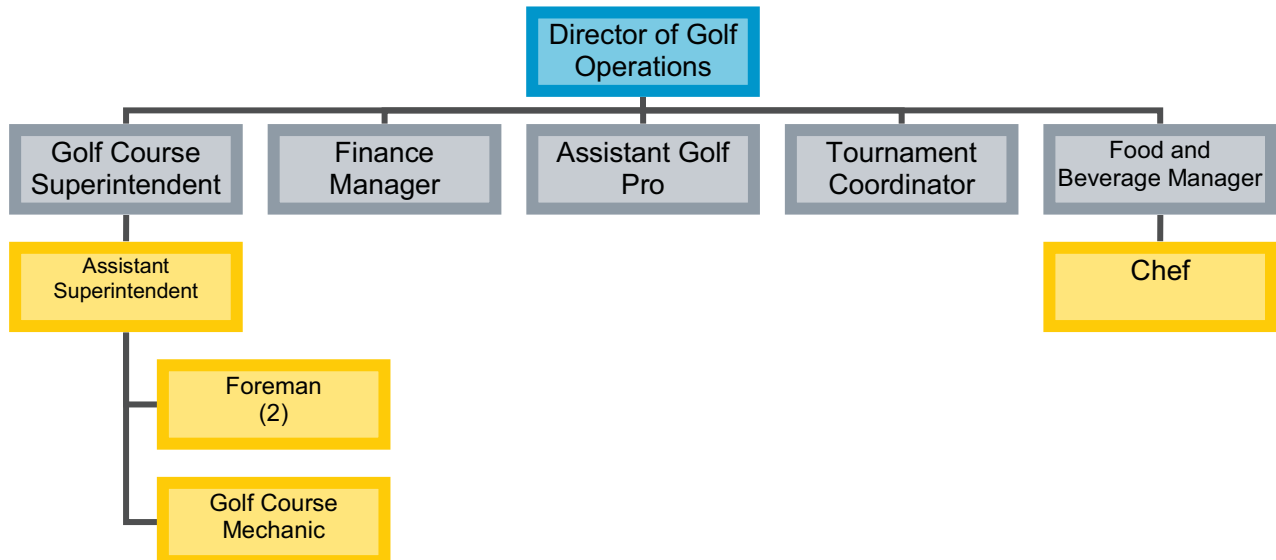 Director of Golf
Operations
Golf Course
Superintendent
Finance
Manager
Assistant Golf
Pro
Tournament
Coordinator
Food and
Beverage Manager
Assistant
Superintendent
Chef
Foreman
(2)
Golf Course
Mechanic